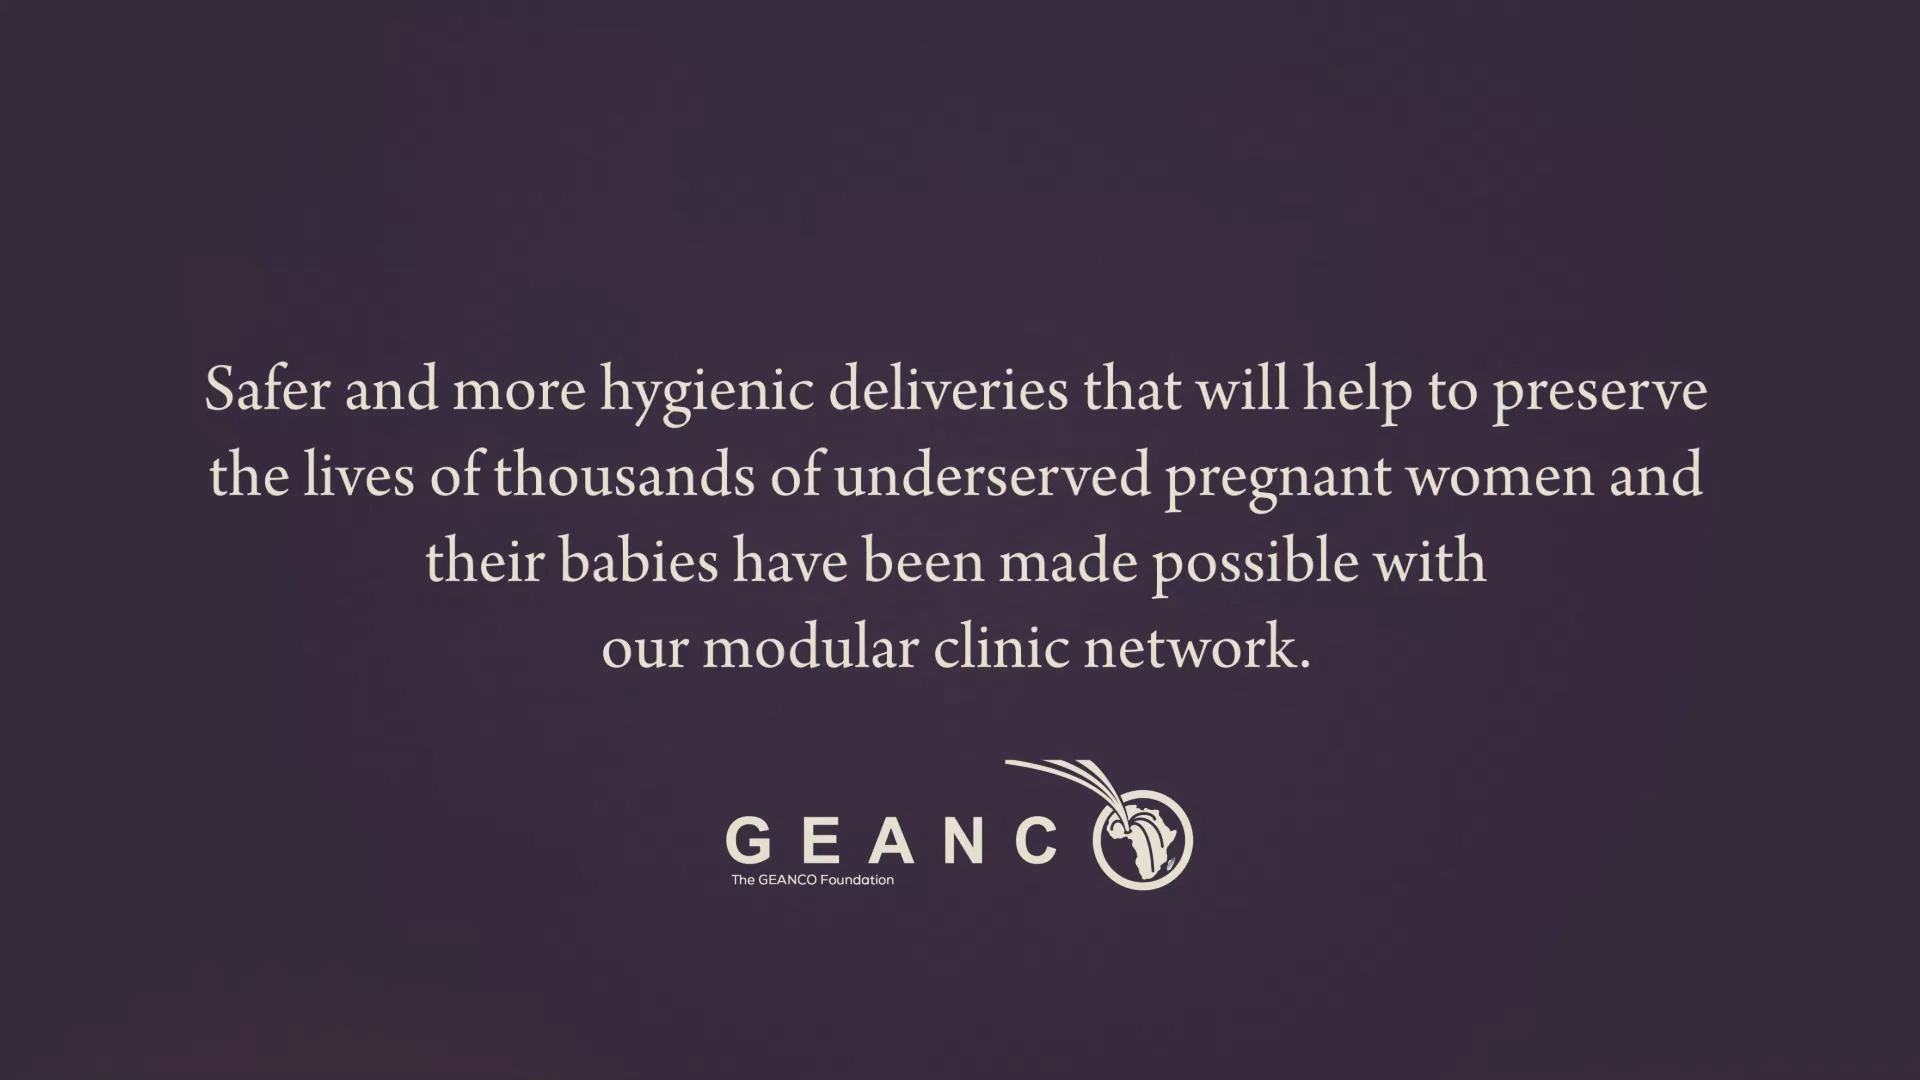 Safer and more hygienic deliveries that will help to preserve
the lives of thousands of underserved pregnant women and
their babies have been made possible with
our modular clinic network.
GEANC
The GEANCO Foundation